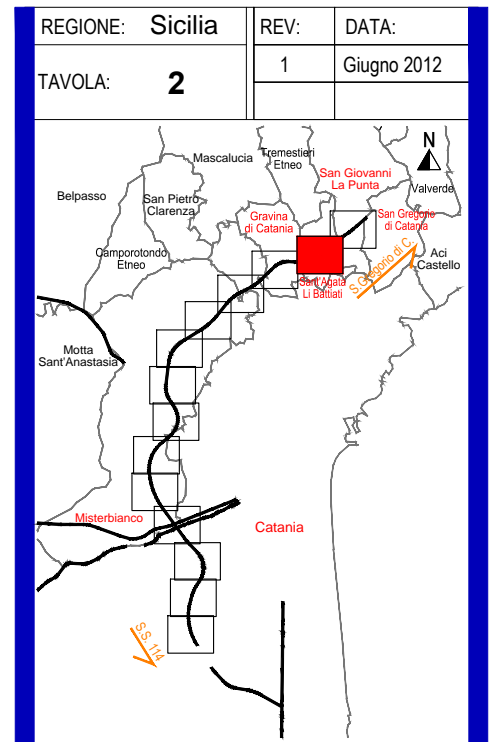 REGIONE: Sicilia
REV: DATA:
TAVOLA: 2
1 Giugno 2012
N
Mascalucia
Tremestieri
Etneo
San Giovanni
La Punta
Belpasso
San Pietro
Clarenza
Valverde
Gravina
di Catania
San Gregorio
di Catania
Camporotondo
Etneo
Aci
Castello
Sant'Agata
Li Battiati
S.Gregorio di C.
Motta
Sant'Anastasia
Misterbianco
Catania
S.S. 114